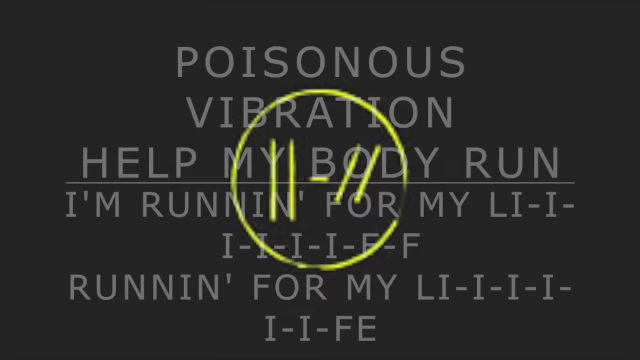 POISONOUS
VIBRATION
HELP MY BODY RUN
I'M RUNNIN' FOR MY LI-I-
I-I-I-I-F-F
RUNNIN' FOR MY LI-I-I-I-
I-I-FE